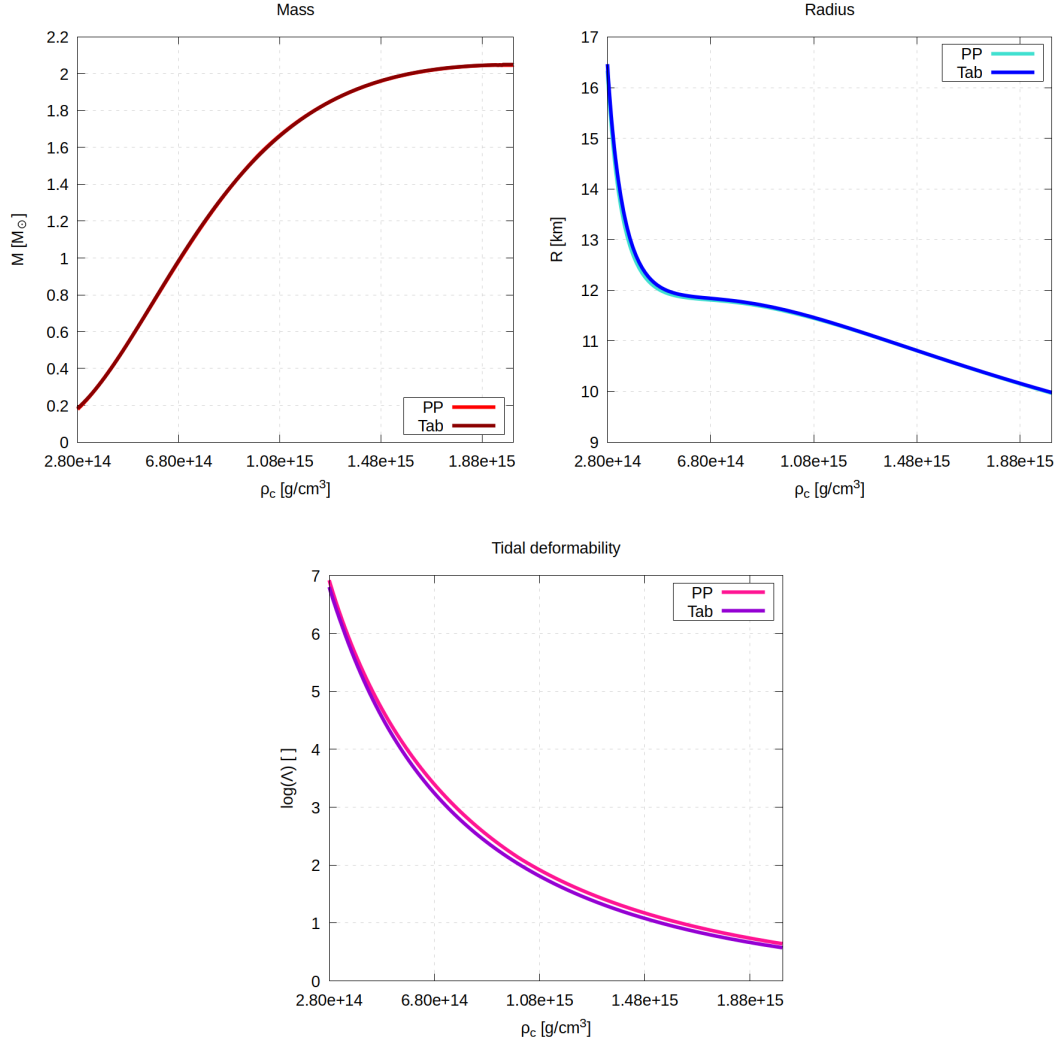 Mass
M [M☉]
2.2
2
1.8
1.6
1.4
1.2
1
0.8
0.6
0.4
0.2
0
PP
Tab
2.80e+14 6.80e+14 1.08e+15 1.48e+15 1.88e+15
ρc [g/cm³]
Radius
R [km]
17
16
15
14
13
12
11
10
9
PP
Tab
2.80e+14 6.80e+14 1.08e+15 1.48e+15 1.88e+15
ρc [g/cm³]
Tidal deformability
log(Λ) [ ]
7
6
5
4
3
2
1
0
PP
Tab
2.80e+14 6.80e+14 1.08e+15 1.48e+15 1.88e+15
ρc [g/cm³]